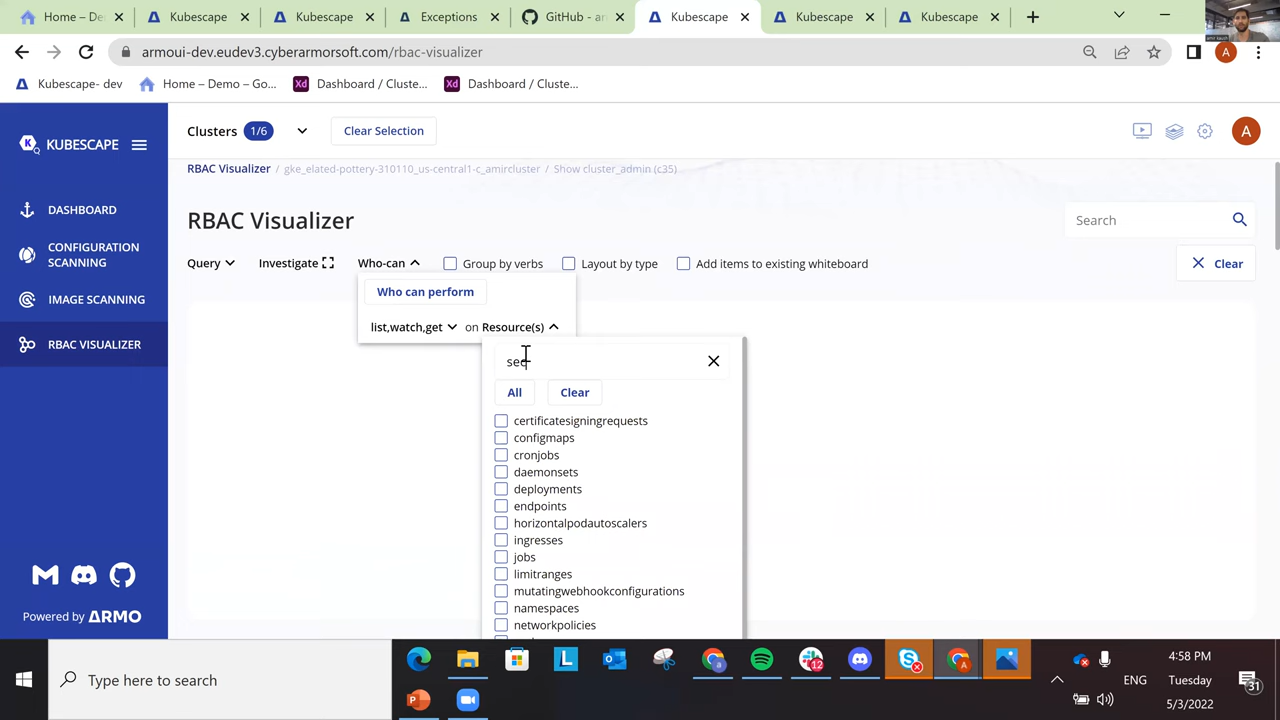 Home – De
Kubescape
Kubescape
Exceptions
GitHub - ar
Kubescape
Kubescape
Kubescape
armoui-dev.eudev3.cyberarmorsoft.com/rbac-visualizer
A
Kubescape- dev
Home – Demo – Go...
Xd Dashboard / Cluste...
Xd Dashboard / Cluste...
KUBESCAPE
Clusters 1/6
Clear Selection
A
RBAC Visualizer / gke_elated-pottery-310110_us-central1-c_amircluster / Show cluster_admin (c35)
DASHBOARD
CONFIGURATION
SCANNING
IMAGE SCANNING
RBAC VISUALIZER
RBAC Visualizer
Search
Query
Investigate
Who-can
Group by verbs
Layout by type
Add items to existing whiteboard
Clear
Who can perform
list,watch,get on Resource(s)
sec
All
Clear
certificatesigningrequests
configmaps
cronjobs
daemonsets
deployments
endpoints
horizontalpodautoscalers
ingresses
jobs
limitranges
mutatingwebhookconfigurations
namespaces
networkpolicies
Powered by ARMO
Type here to search
L
12
ENG
4:58 PM
Tuesday
5/3/2022
31